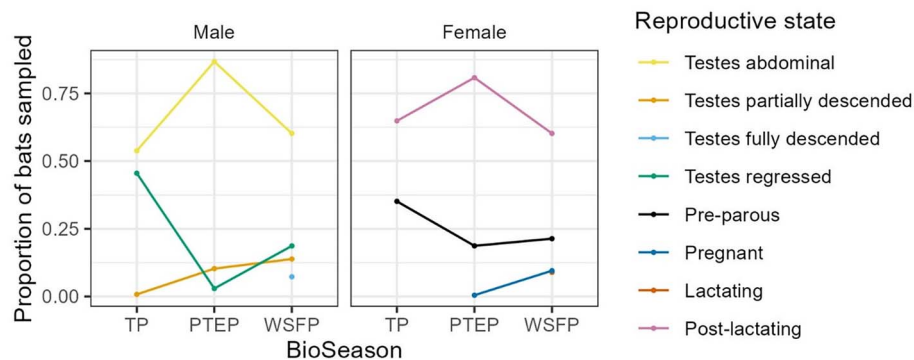 Male
Female
Proportion of bats sampled
0.75
0.50
0.25
0.00
TP
PTEP
WSFP
TP
PTEP
WSFP
BioSeason
Reproductive state
Testes abdominal
Testes partially descended
Testes fully descended
Testes regressed
Pre-parous
Pregnant
Lactating
Post-lactating